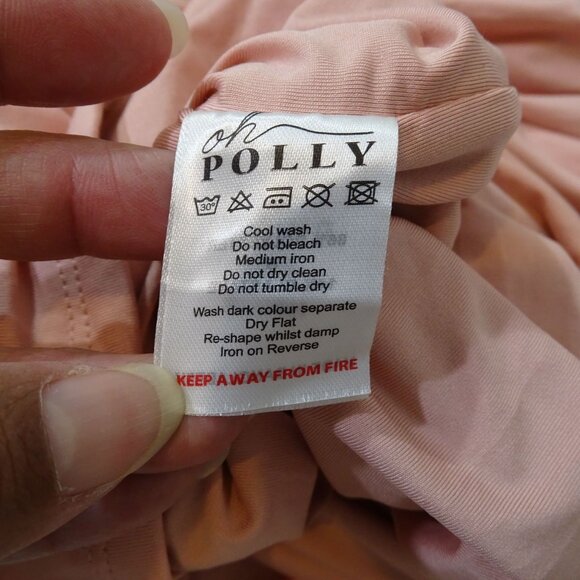 oh
POLLY
30°
Cool wash
Do not bleach
Medium iron
Do not dry clean
Do not tumble dry
Wash dark colour separate
Dry Flat
Re-shape whilst damp
Iron on Reverse
KEEP AWAY FROM FIRE